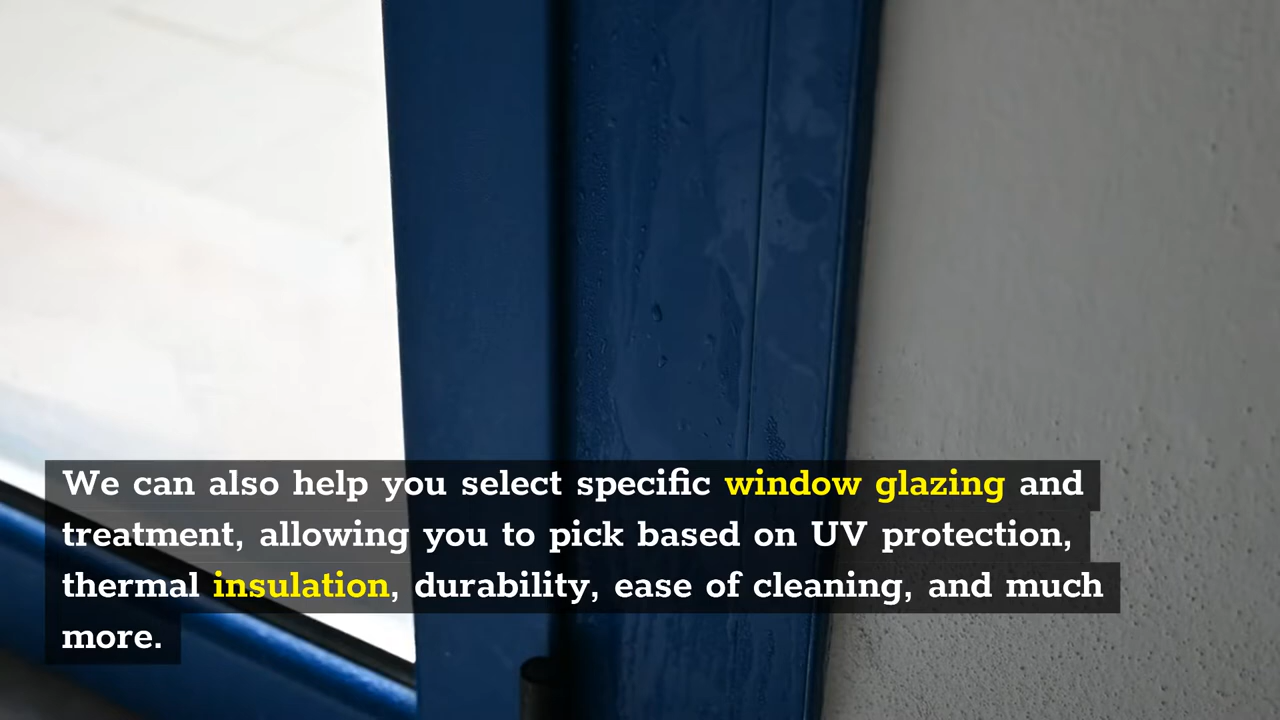 We can also help you select specific window glazing and
treatment, allowing you to pick based on UV protection,
thermal insulation, durability, ease of cleaning, and much
more.